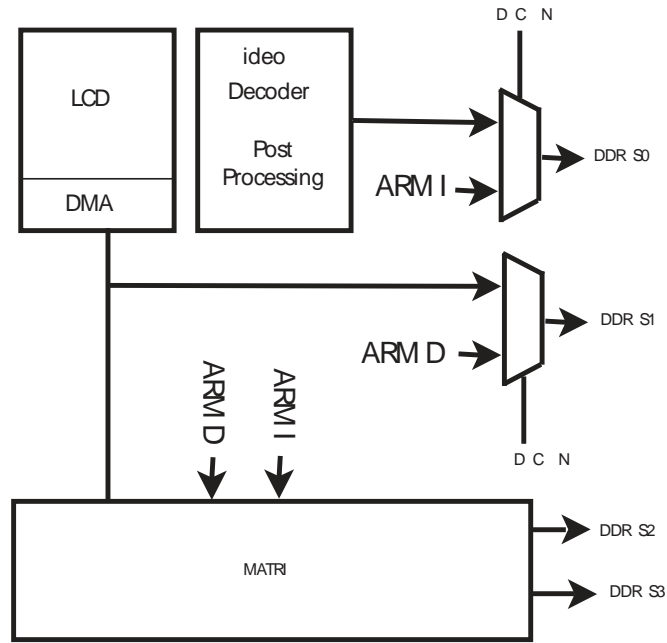 D C N
LCD
DMA
ideo
Decoder
Post
Processing
ARM I
DDR S0
ARM D
DDR S1
D C N
ARM D
ARM I
MATRI
DDR S2
DDR S3